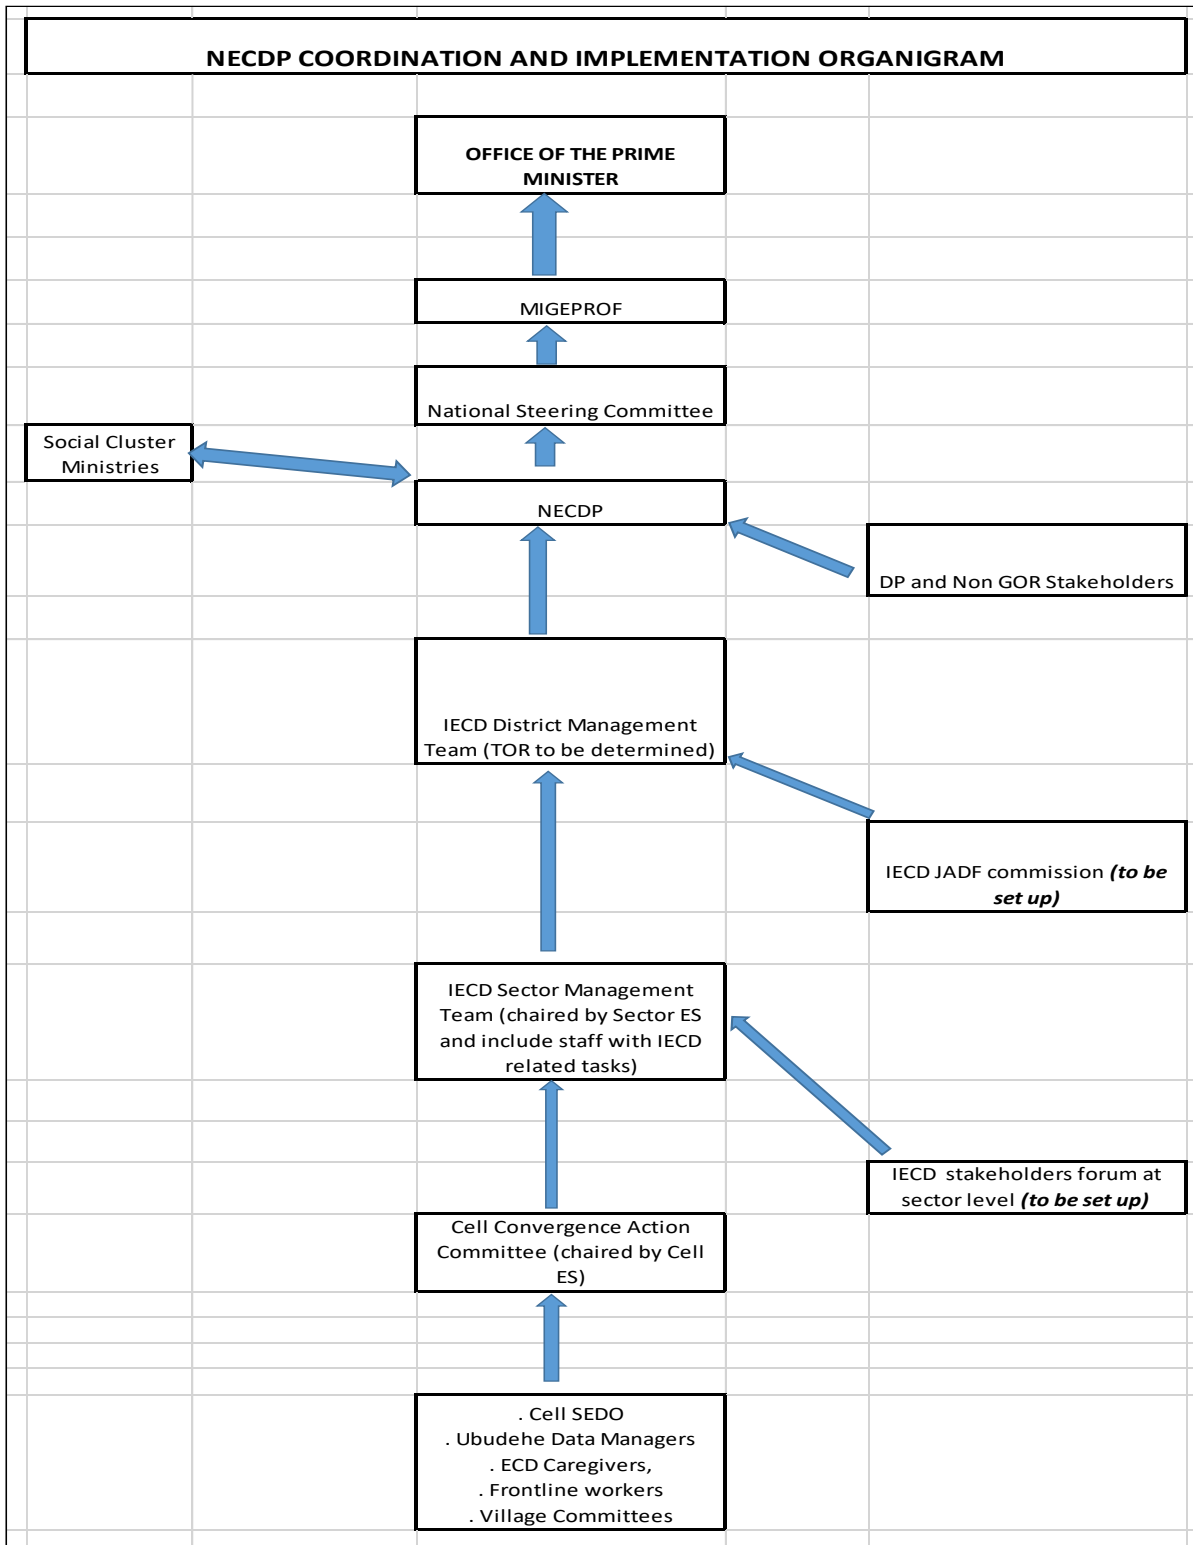 NECDP COORDINATION AND IMPLEMENTATION ORGANIGRAM
OFFICE OF THE PRIME
MINISTER
MIGEPROF
National Steering Committee
Social Cluster
Ministries
NECDP
DP and Non GOR Stakeholders
IECD District Management
Team (TOR to be determined)
IECD JADF commission (to be
set up)
IECD Sector Management
Team (chaired by Sector ES
and include staff with IECD
related tasks)
IECD  stakeholders forum at
sector level (to be set up)
Cell Convergence Action
Committee (chaired by Cell
ES)
. Cell SEDO
. Ubudehe Data Managers
. ECD Caregivers,
. Frontline workers
. Village Committees